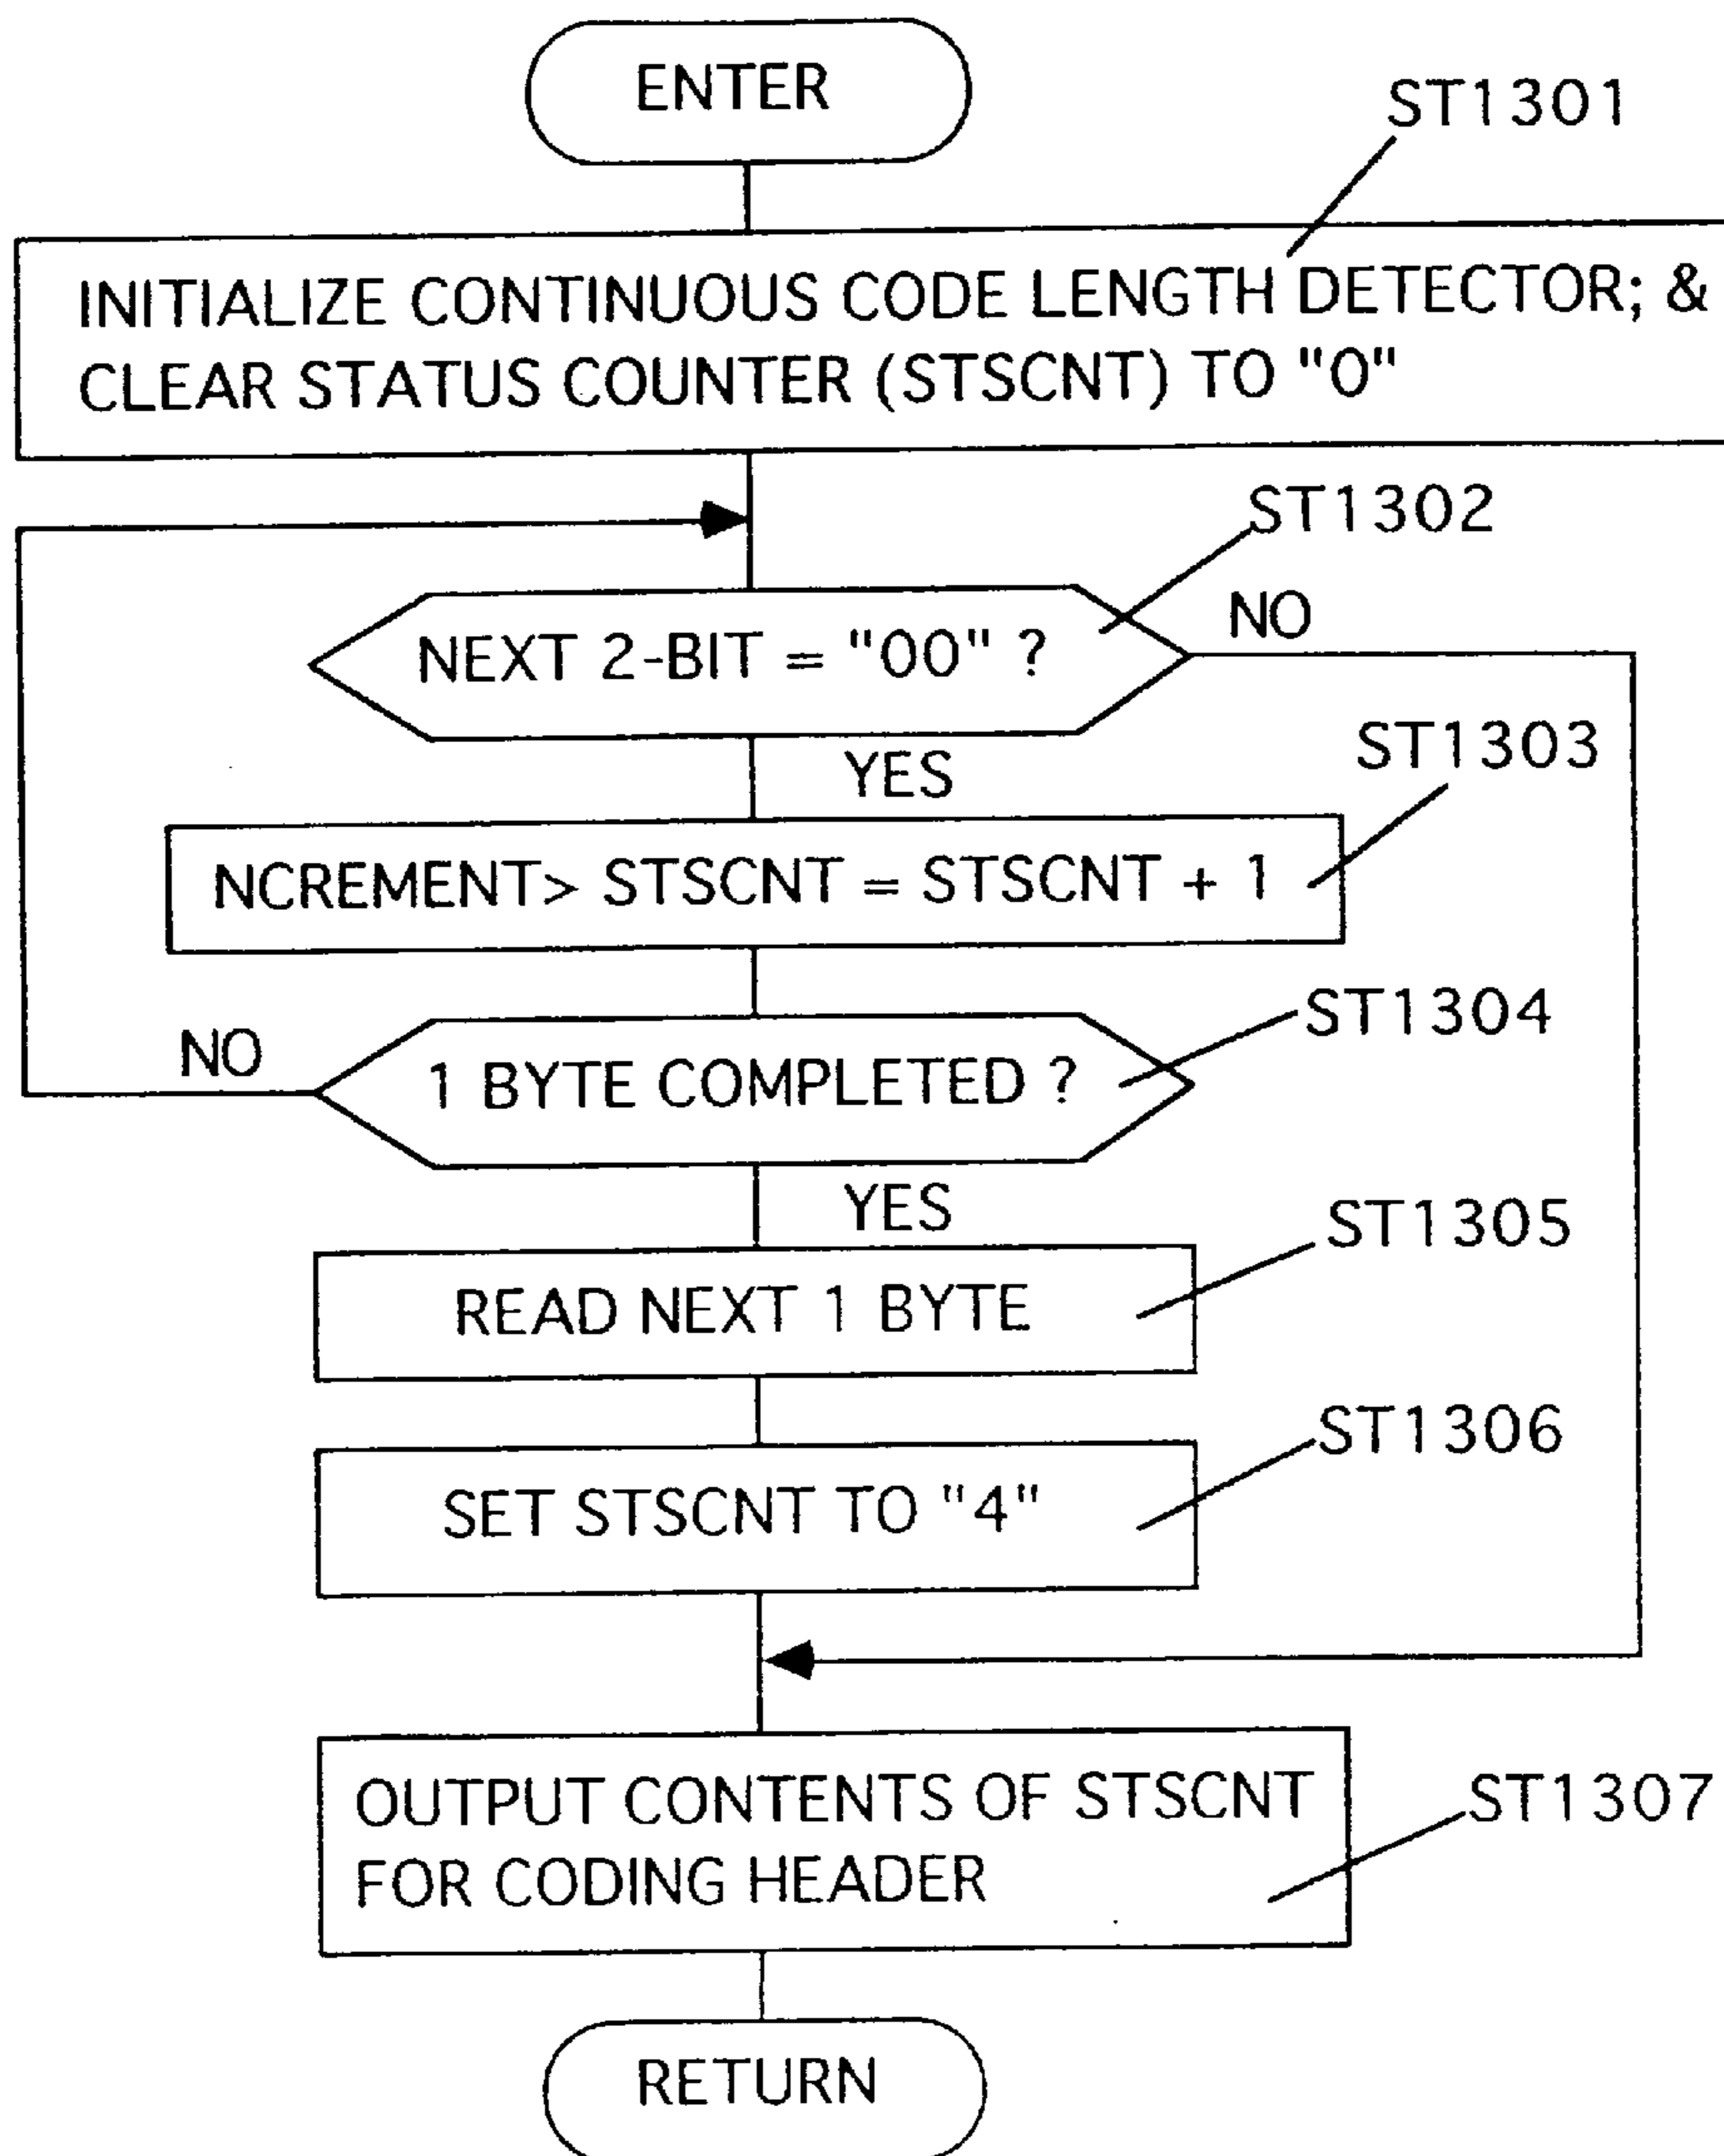 ENTER
ST1301
INITIALIZE CONTINUOUS CODE LENGTH DETECTOR; &
CLEAR STATUS COUNTER (STSCNT) TO "0"
ST1302
NEXT 2-BIT = "00" ?
NO
YES
ST1303
NCREMENT> STSCNT = STSCNT + 1
ST1304
NO
1 BYTE COMPLETED ?
YES
ST1305
READ NEXT 1 BYTE
ST1306
SET STSCNT TO "4"
OUTPUT CONTENTS OF STSCNT
FOR CODING HEADER
ST1307
RETURN